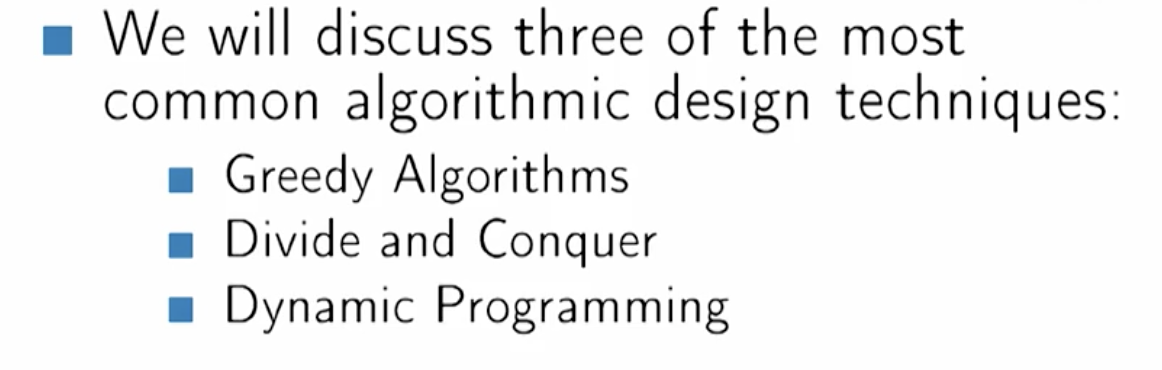 We will discuss three of the most
common algorithmic design techniques:
Greedy Algorithms
Divide and Conquer
Dynamic Programming